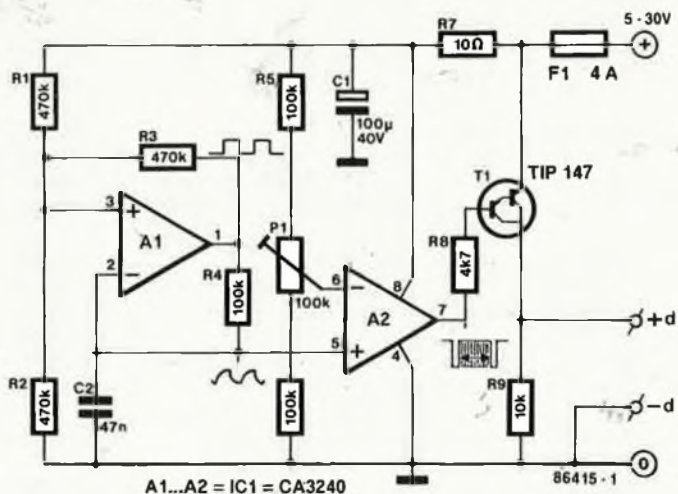 5 - 30V
R7
10Ω
F1 4 A
+
R1
470k
R5
100k
C1
100µ
40V
R3
470k
T1
TIP 147
3
+
A1
1
2
−
P1
100k
R4
100k
R8
4k7
6
−
8
A2
7
5
+
4
+d
R2
470k
C2
47n
100k
R9
10k
−d
0
A1...A2 = IC1 = CA3240
86415 - 1